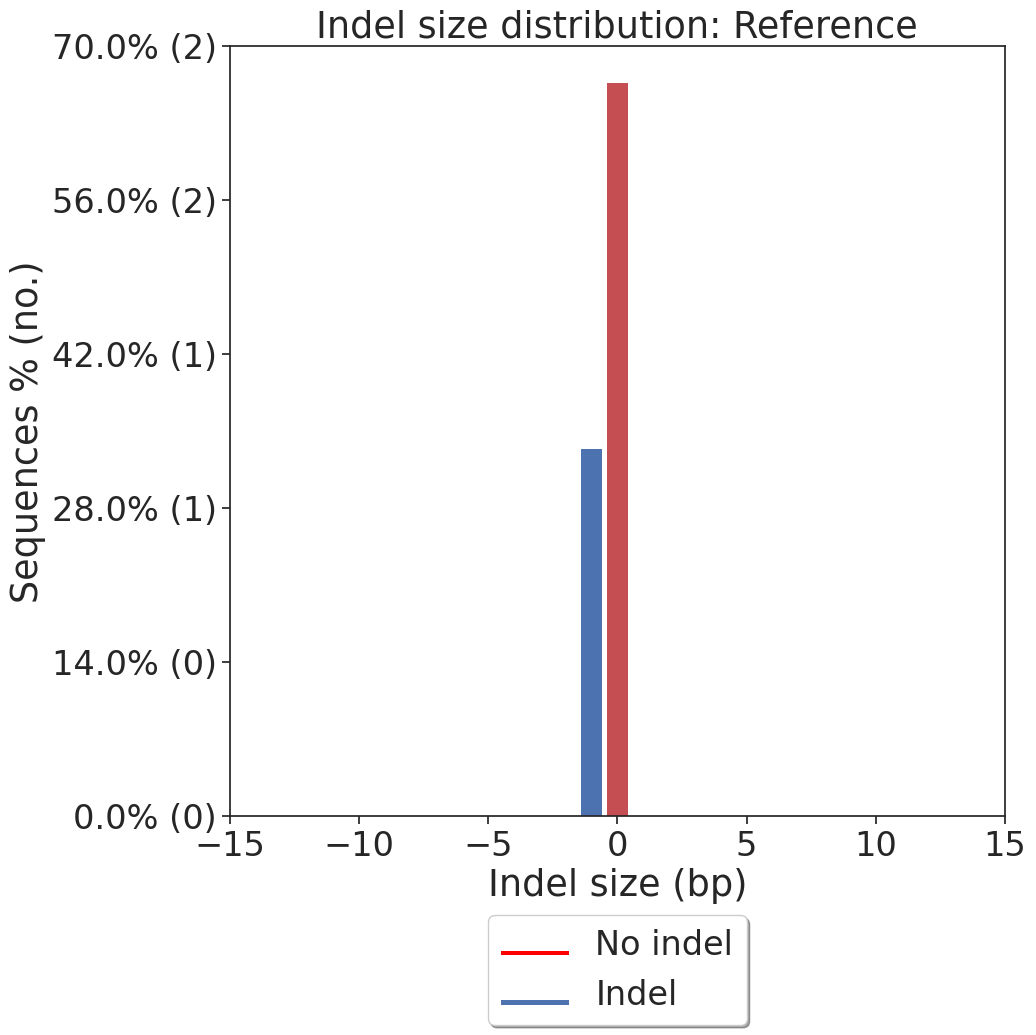 Indel size distribution: Reference
70.0% (2)
56.0% (2)
42.0% (1)
28.0% (1)
14.0% (0)
0.0% (0)
Sequences % (no.)
−15 −10 −5 0 5 10 15
Indel size (bp)
No indel
Indel